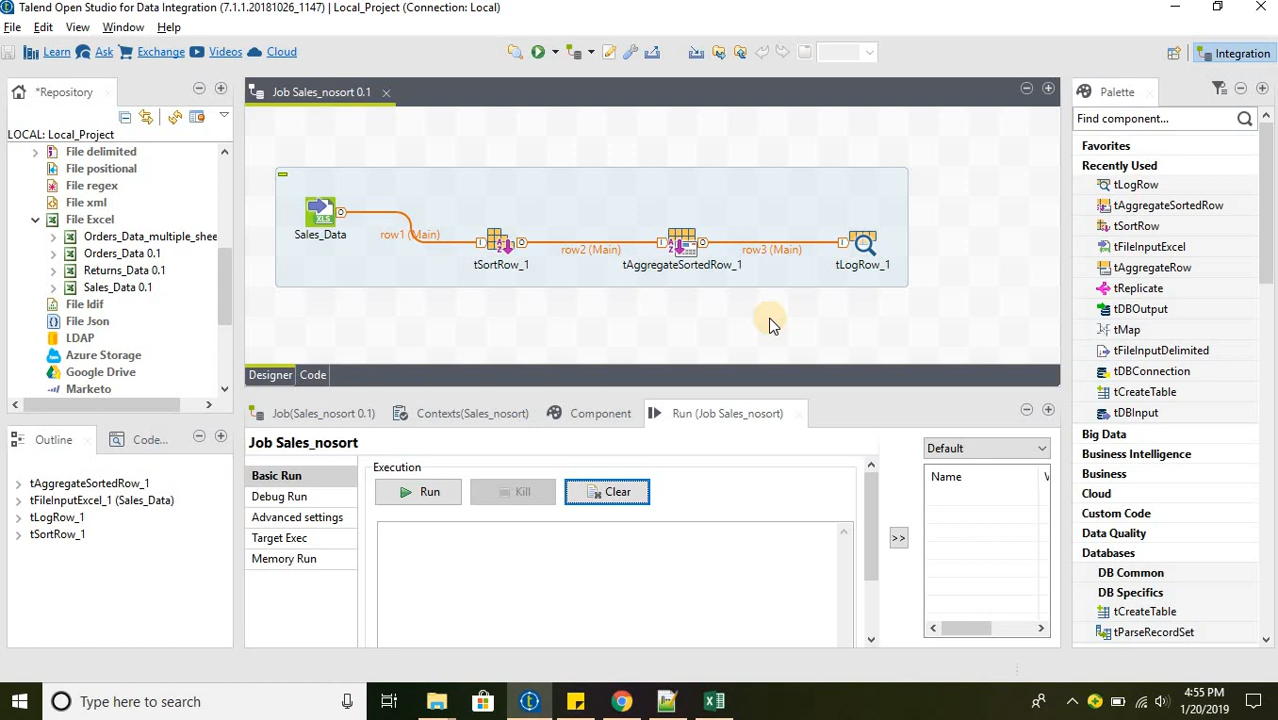 Talend Open Studio for Data Integration (7.1.1.20181026_1147) | Local_Project (Connection: Local)
File Edit View Window Help
Learn Ask Exchange Videos Cloud
Integration
*Repository
LOCAL: Local_Project
File delimited
File positional
File regex
File xml
File Excel
Orders_Data_multiple_shee
Orders_Data 0.1
Returns_Data 0.1
Sales_Data 0.1
File ldif
File Json
LDAP
Azure Storage
Google Drive
Marketo
Outline
Code...
tAggregateSortedRow_1
tFileInputExcel_1 (Sales_Data)
tLogRow_1
tSortRow_1
Job Sales_nosort 0.1
XLS
Sales_Data
row1 (Main)
tSortRow_1
row2 (Main)
tAggregateSortedRow_1
row3 (Main)
tLogRow_1
Designer Code
Job(Sales_nosort 0.1) Contexts(Sales_nosort) Component Run (Job Sales_nosort)
Job Sales_nosort
Basic Run
Debug Run
Advanced settings
Target Exec
Memory Run
Execution
Run Kill Clear
>>
Default
Name V
Palette
Find component...
Favorites
Recently Used
tLogRow
tAggregateSortedRow
tSortRow
tFileInputExcel
tAggregateRow
tReplicate
tDBOutput
tMap
tFileInputDelimited
tDBConnection
tCreateTable
tDBInput
Big Data
Business Intelligence
Business
Cloud
Custom Code
Data Quality
Databases
DB Common
DB Specifics
tCreateTable
tParseRecordSet
Type here to search
4:55 PM
1/20/2019